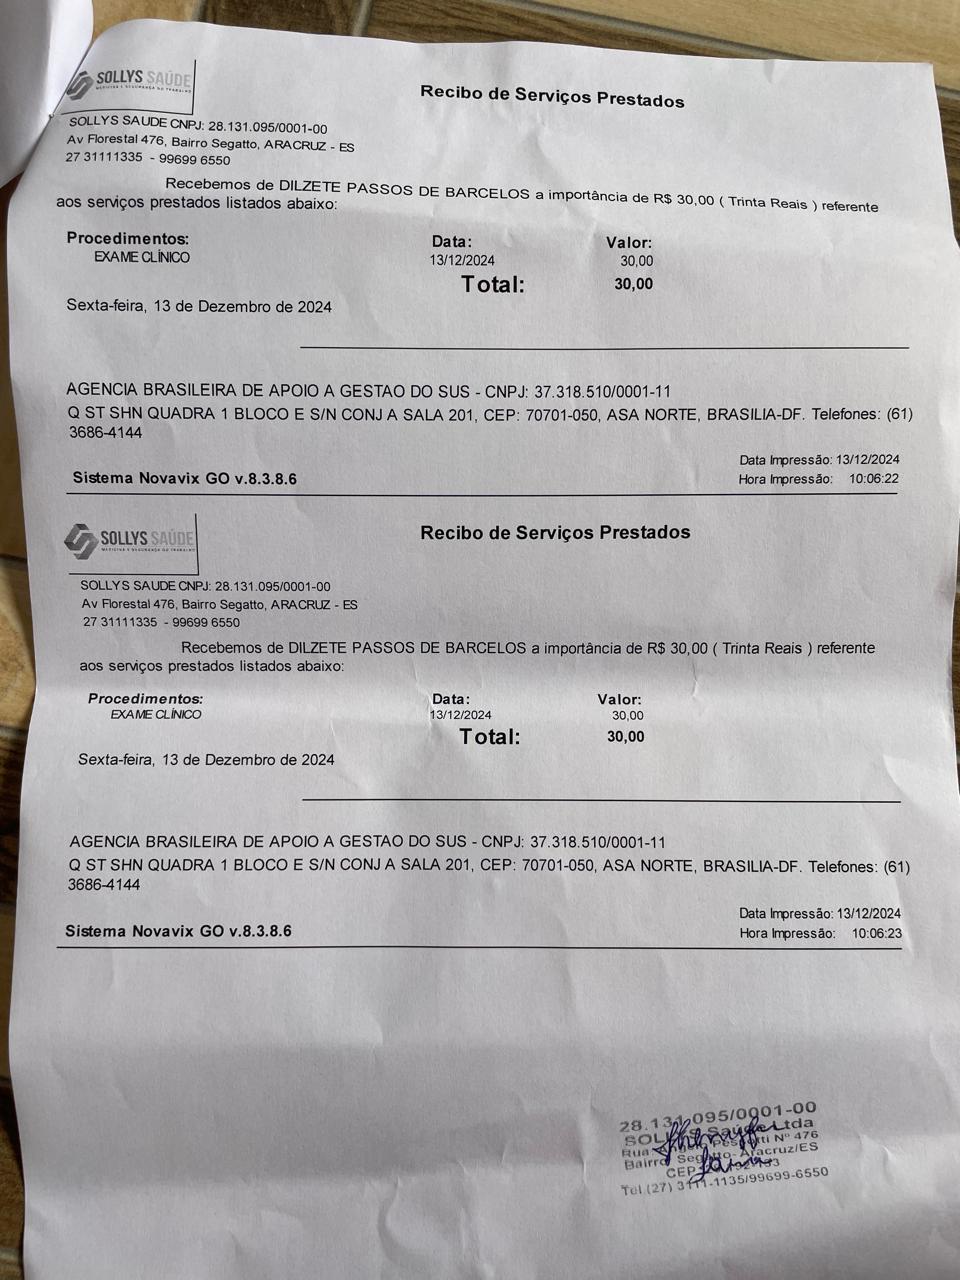 SOLLYS SAÚDE
MEDICINA E SEGURANÇA DO TRABALHO
Recibo de Serviços Prestados
SOLLYS SAUDE CNPJ: 28.131.095/0001-00
Av Florestal 476, Bairro Segatto, ARACRUZ - ES
27 31111335 - 99699 6550
Recebemos de DILZETE PASSOS DE BARCELOS a importância de R$ 30,00 ( Trinta Reais ) referente
aos serviços prestados listados abaixo:
Procedimentos: Data: Valor:
EXAME CLÍNICO 13/12/2024 30,00
Total: 30,00
Sexta-feira, 13 de Dezembro de 2024
AGENCIA BRASILEIRA DE APOIO A GESTAO DO SUS - CNPJ: 37.318.510/0001-11
Q ST SHN QUADRA 1 BLOCO E S/N CONJ A SALA 201, CEP: 70701-050, ASA NORTE, BRASILIA-DF. Telefones: (61)
3686-4144
Data Impressão: 13/12/2024
Sistema Novavix GO v.8.3.8.6 Hora Impressão: 10:06:22
SOLLYS SAÚDE
MEDICINA E SEGURANÇA DO TRABALHO
Recibo de Serviços Prestados
SOLLYS SAUDE CNPJ: 28.131.095/0001-00
Av Florestal 476, Bairro Segatto, ARACRUZ - ES
27 31111335 - 99699 6550
Recebemos de DILZETE PASSOS DE BARCELOS a importância de R$ 30,00 ( Trinta Reais ) referente
aos serviços prestados listados abaixo:
Procedimentos: Data: Valor:
EXAME CLÍNICO 13/12/2024 30,00
Total: 30,00
Sexta-feira, 13 de Dezembro de 2024
AGENCIA BRASILEIRA DE APOIO A GESTAO DO SUS - CNPJ: 37.318.510/0001-11
Q ST SHN QUADRA 1 BLOCO E S/N CONJ A SALA 201, CEP: 70701-050, ASA NORTE, BRASILIA-DF. Telefones: (61)
3686-4144
Data Impressão: 13/12/2024
Sistema Novavix GO v.8.3.8.6 Hora Impressão: 10:06:23
28.131.095/0001-00
Saúde Ltda
Rua Nº 476
Bairro Segatto-Aracruz/ES
CEP
Tel.(27) 3111-1135/99699-6550